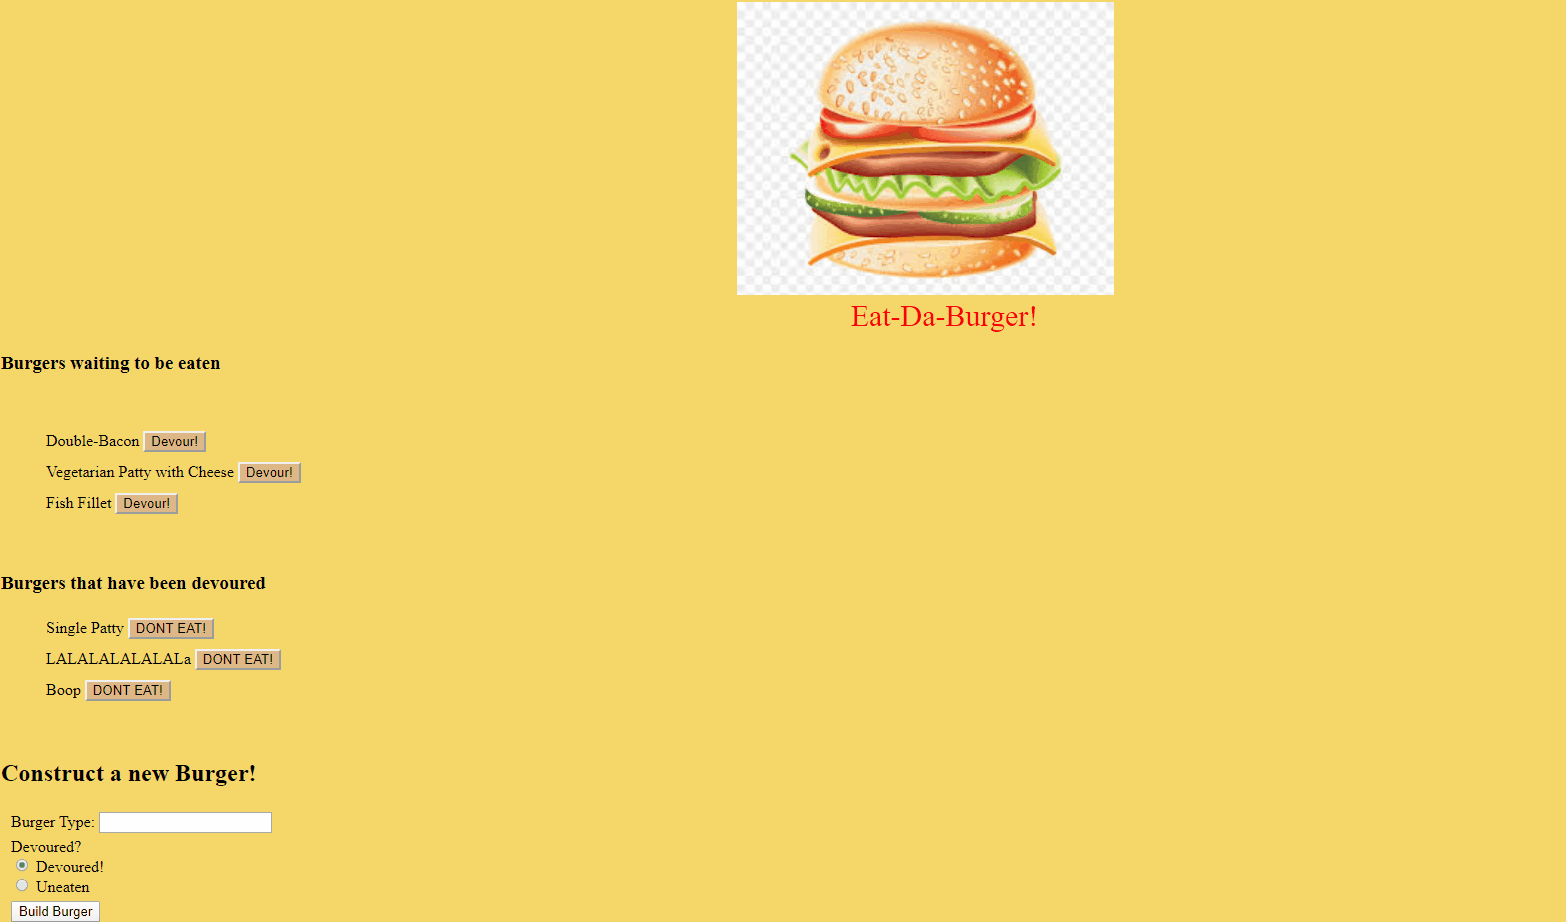 Eat-Da-Burger!
Burgers waiting to be eaten
Double-Bacon Devour!
Vegetarian Patty with Cheese Devour!
Fish Fillet Devour!
Burgers that have been devoured
Single Patty DONT EAT!
LALALALALALALa DONT EAT!
Boop DONT EAT!
Construct a new Burger!
Burger Type:
Devoured?
Devoured!
Uneaten
Build Burger